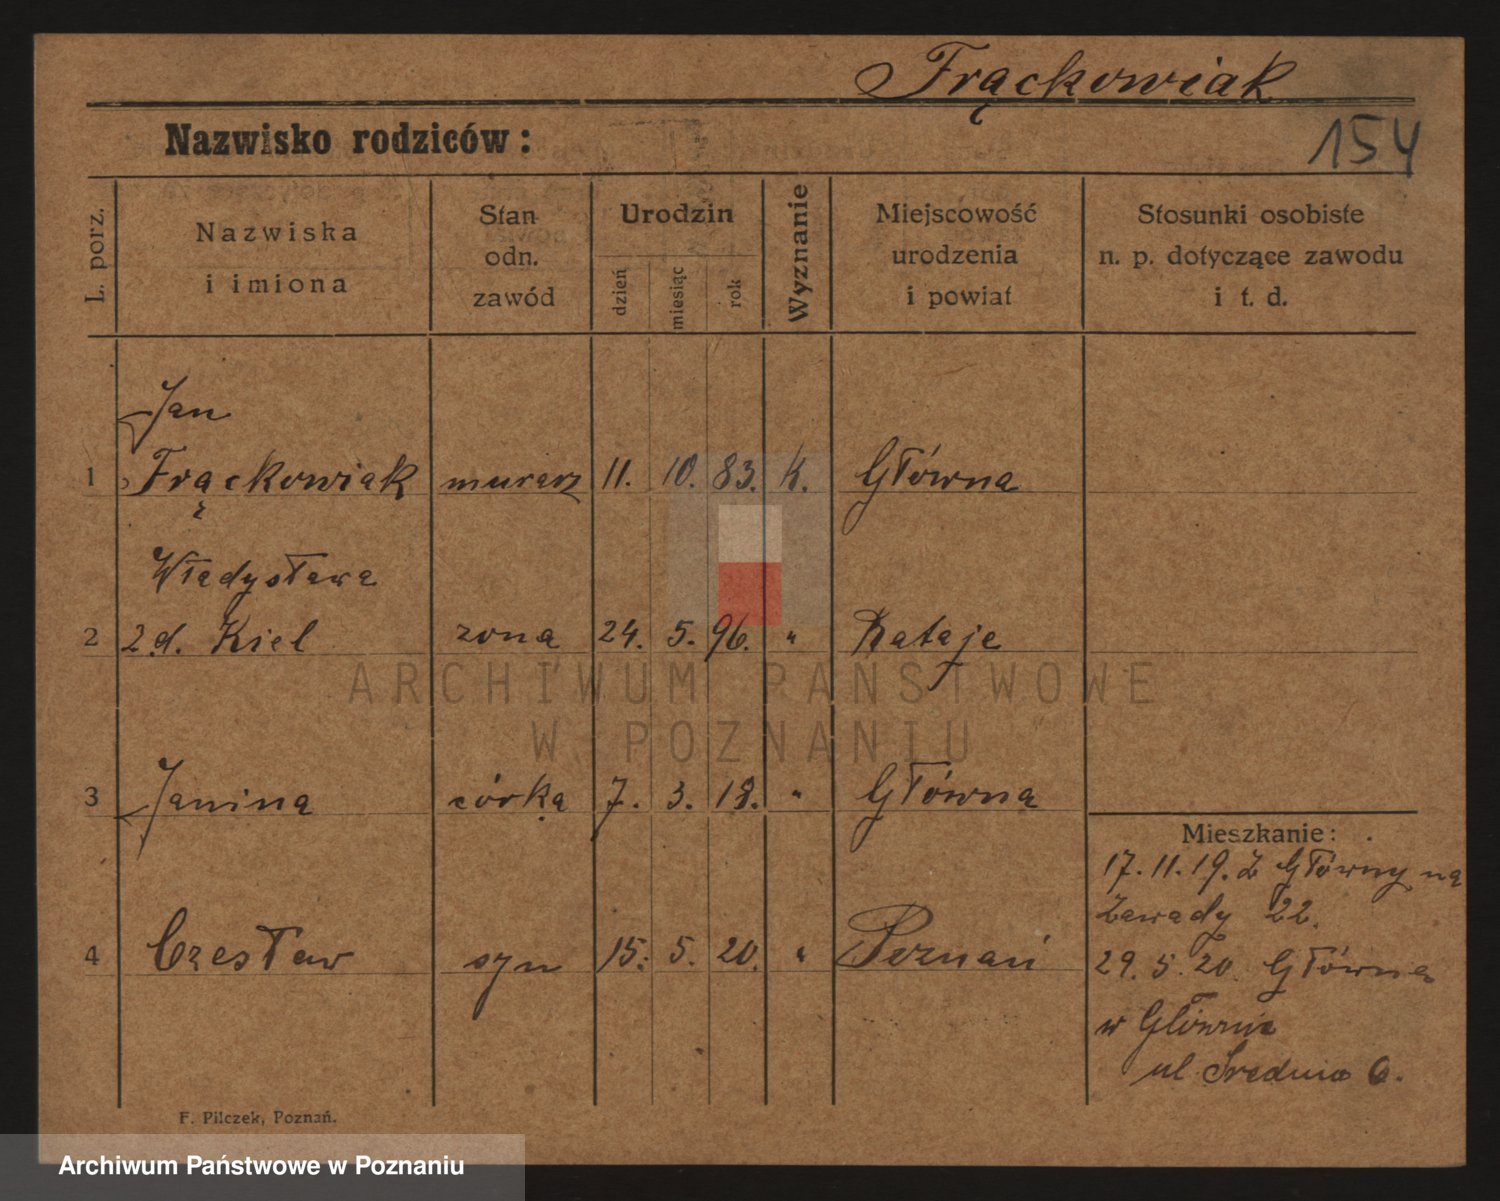 Frąckowiak
Nazwisko rodziców:
154
L. porz.
Nazwiska
i imiona
Stan
odn.
zawód
Urodzin
dzień
miesiąc
rok
Wyznanie
Miejscowość
urodzenia
i powiat
Stosunki osobiste
n. p. dotyczące zawodu
i t. d.
Jan
1 Frąckowiak murarz 11. 10. 83. k. Główna
Władysława
2 z.d. Kiel żona 24. 5. 96. " Rataje
ARCHIWUM PAŃSTWOWE
W POZNANIU
3 Janina córka 7. 3. 18. " Główna
Mieszkanie:
17.11.19. z Główny na
Zawady 22.
4 Czesław syn 15. 5. 20. " Poznań
29.5.20. Główna
w Głównie
ul Średnia 6.
F. Pilczek, Poznań.
Archiwum Państwowe w Poznaniu